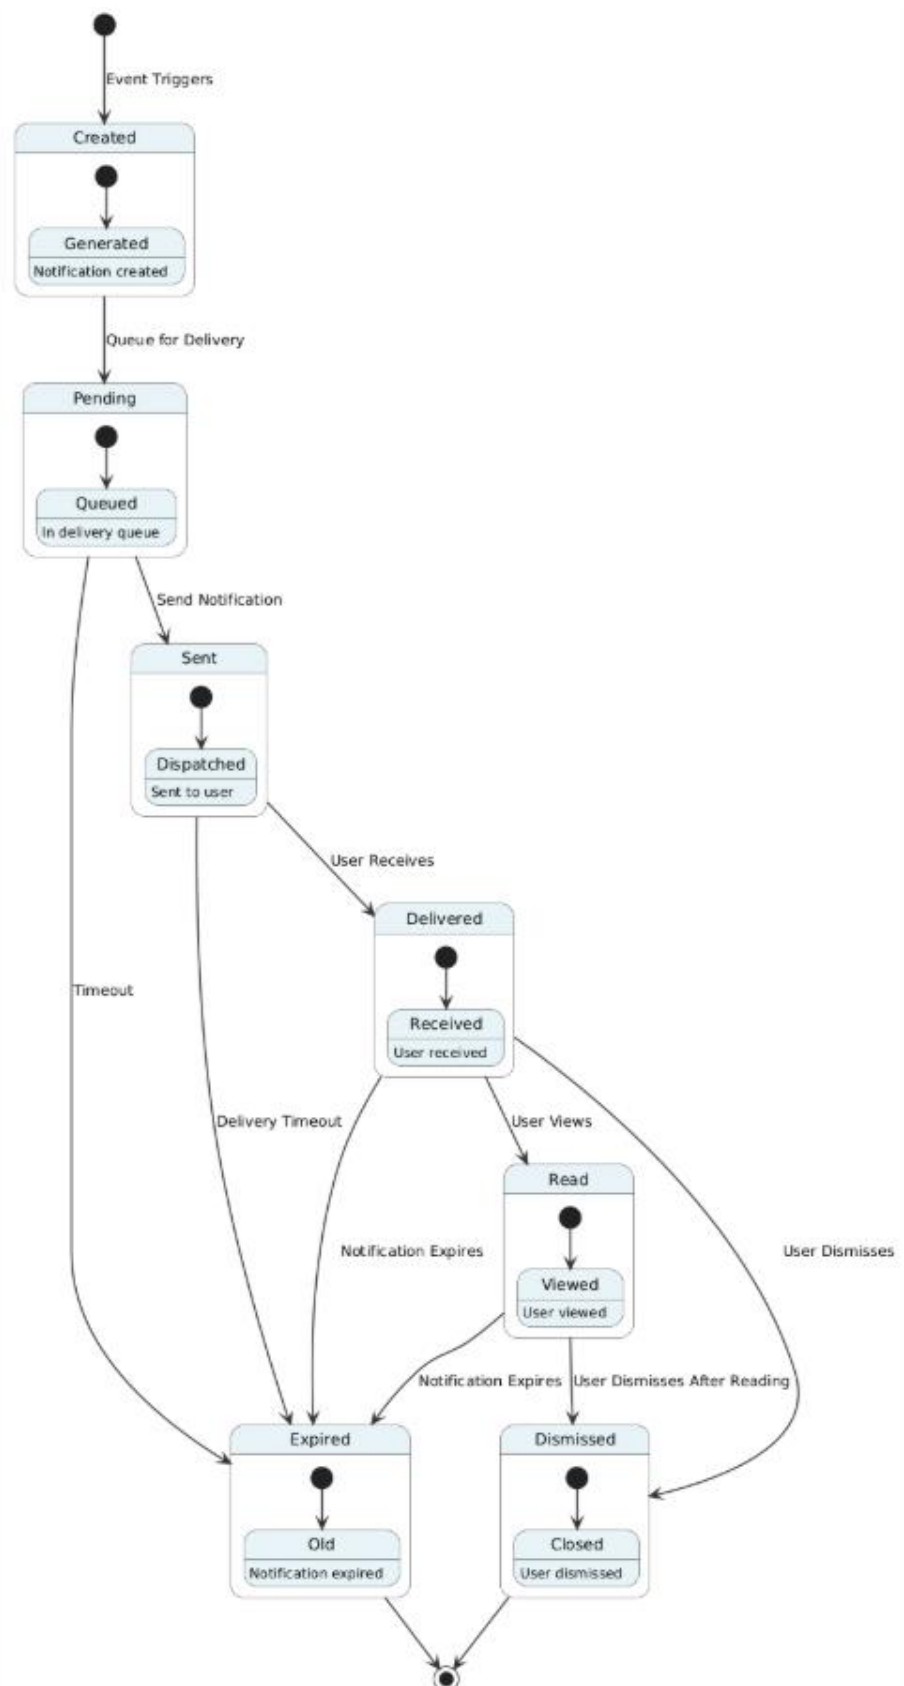 Event Triggers
Created
Generated
Notification created
Queue for Delivery
Pending
Queued
In delivery queue
Send Notification
Sent
Dispatched
Sent to user
User Receives
Delivered
Received
User received
Timeout
Delivery Timeout
User Views
Read
Notification Expires
User Dismisses
Viewed
User viewed
Notification Expires
User Dismisses After Reading
Expired
Dismissed
Old
Notification expired
Closed
User dismissed